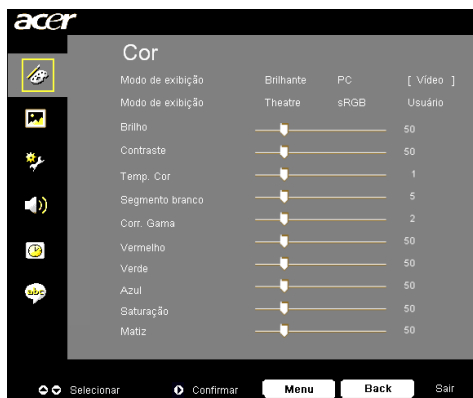 acer
Cor
Modo de exibição Brilhante PC [ Vídeo ]
Modo de exibição Theatre sRGB Usuário
Brilho 50
Contraste 50
Temp. Cor 1
Segmento branco 5
Corr. Gama 2
Vermelho 50
Verde 50
Azul 50
Saturação 50
Matiz 50
abc
Selecionar Confirmar Menu Back Sair